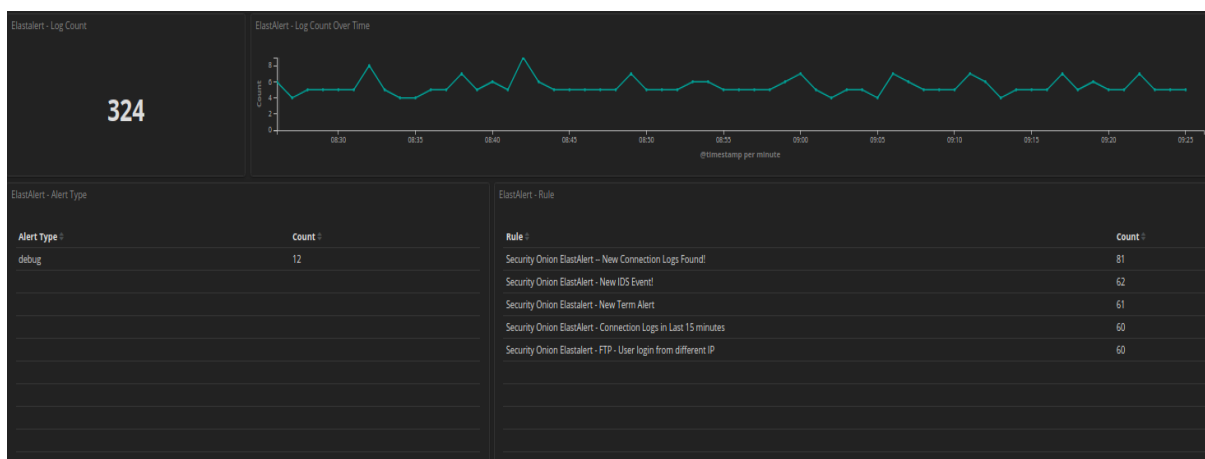 Elastalert - Log Count
324
ElastAlert - Log Count Over Time
Count
8
6
4
2
0
08:30 08:35 08:40 08:45 08:50 08:55 09:00 09:05 09:10 09:15 09:20 09:25
@timestamp per minute
ElastAlert - Alert Type
Alert Type Count
debug 12
ElastAlert - Rule
Rule Count
Security Onion ElastAlert – New Connection Logs Found! 81
Security Onion ElastAlert - New IDS Event! 62
Security Onion Elastalert - New Term Alert 61
Security Onion ElastAlert - Connection Logs in Last 15 minutes 60
Security Onion Elastalert - FTP - User login from different IP 60